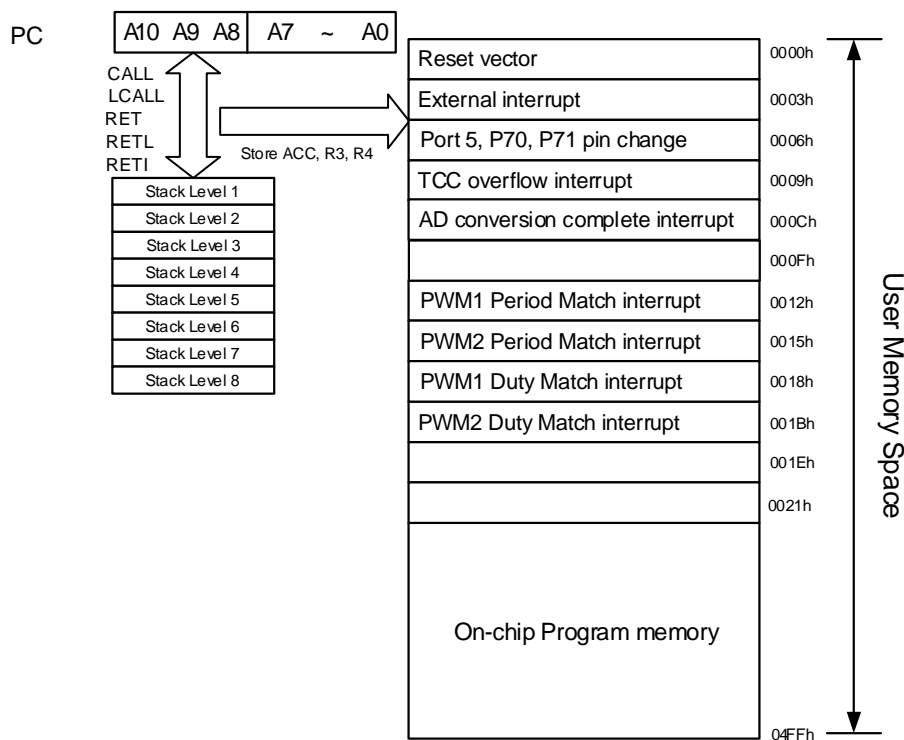 PC
A10 A9 A8 A7 ~ A0
CALL
LCALL
RET
RETL
RETI
Store ACC, R3, R4
Stack Level 1
Stack Level 2
Stack Level 3
Stack Level 4
Stack Level 5
Stack Level 6
Stack Level 7
Stack Level 8
Reset vector 0000h
External interrupt 0003h
Port 5, P70, P71 pin change 0006h
TCC overflow interrupt 0009h
AD conversion complete interrupt 000Ch
000Fh
PWM1 Period Match interrupt 0012h
PWM2 Period Match interrupt 0015h
PWM1 Duty Match interrupt 0018h
PWM2 Duty Match interrupt 001Bh
001Eh
0021h
On-chip Program memory
04FFh
User Memory Space